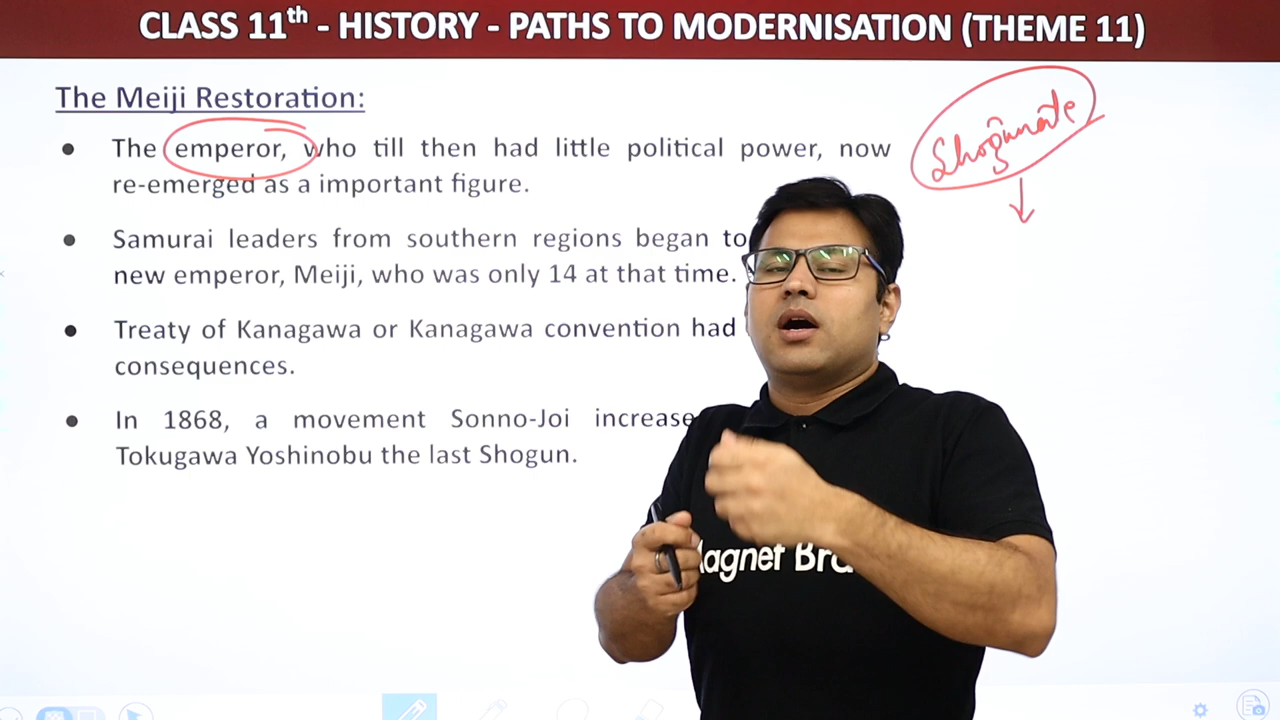 CLASS 11th - HISTORY - PATHS TO MODERNISATION (THEME 11)
The Meiji Restoration:
Shogunate
● The emperor, who till then had little political power, now
re-emerged as a important figure.
● Samurai leaders from southern regions began to
new emperor, Meiji, who was only 14 at that time.
● Treaty of Kanagawa or Kanagawa convention had
consequences.
● In 1868, a movement Sonno-Joi
Tokugawa Yoshinobu the last Shogun.